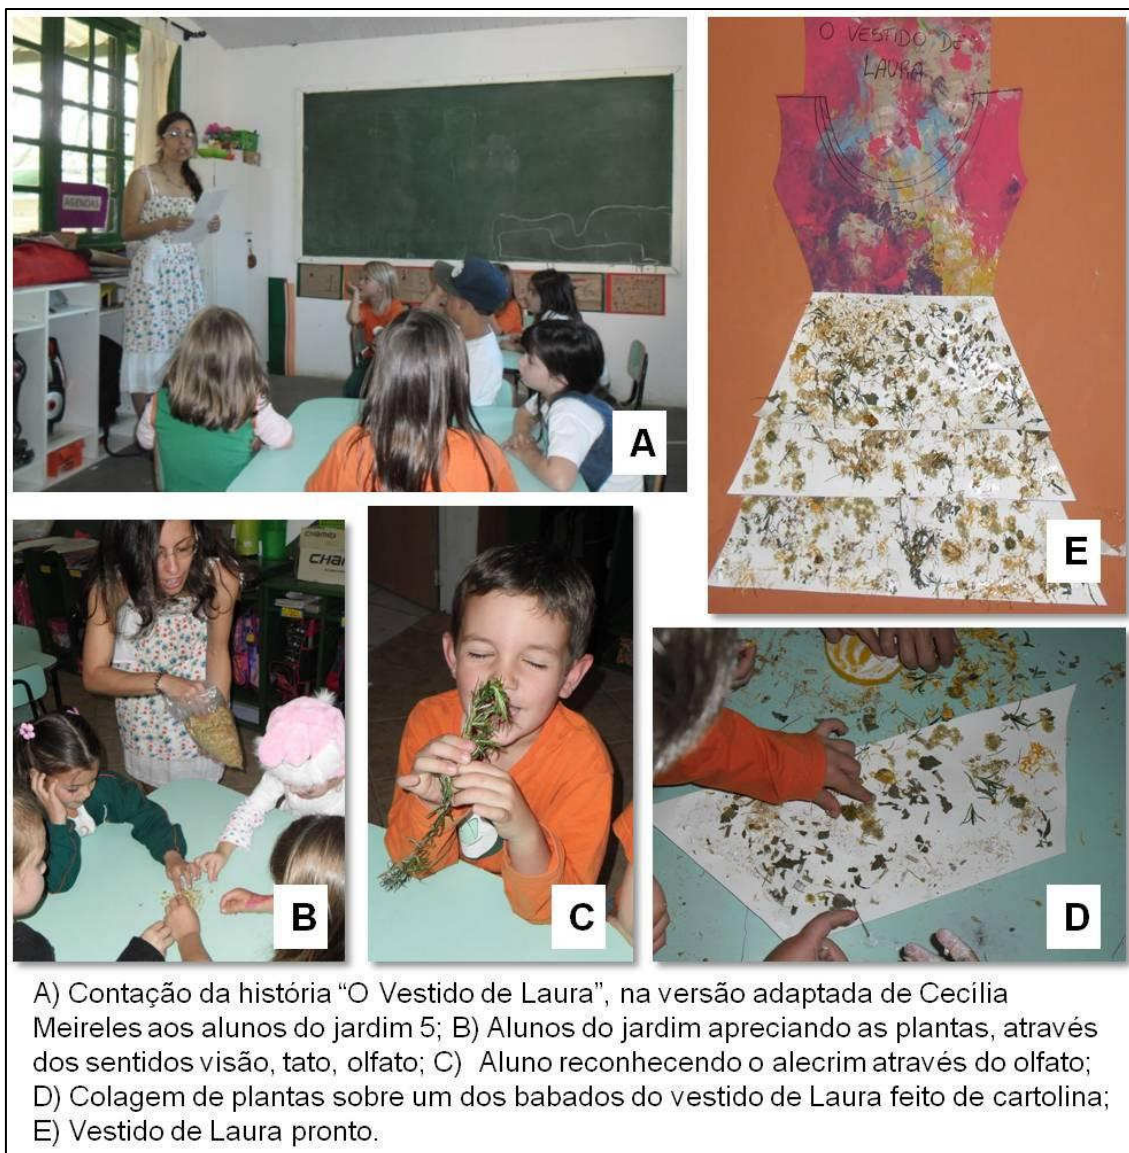 O VESTIDO DE
LAURA
AGENDAS
A
E
CHAMEX
B
C
D
A) Contação da história “O Vestido de Laura”, na versão adaptada de Cecília
Meireles aos alunos do jardim 5; B) Alunos do jardim apreciando as plantas, através
dos sentidos visão, tato, olfato; C) Aluno reconhecendo o alecrim através do olfato;
D) Colagem de plantas sobre um dos babados do vestido de Laura feito de cartolina;
E) Vestido de Laura pronto.